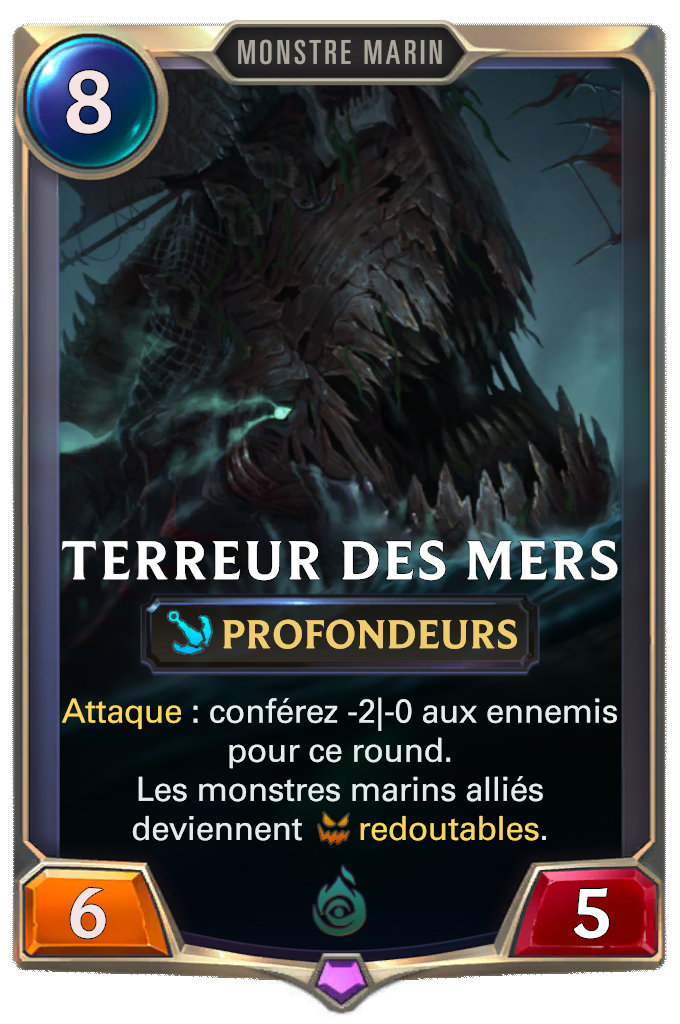 MONSTRE MARIN
8
TERREUR DES MERS
PROFONDEURS
Attaque : conférez -2|-0 aux ennemis
pour ce round.
Les monstres marins alliés
deviennent redoutables.
6
5